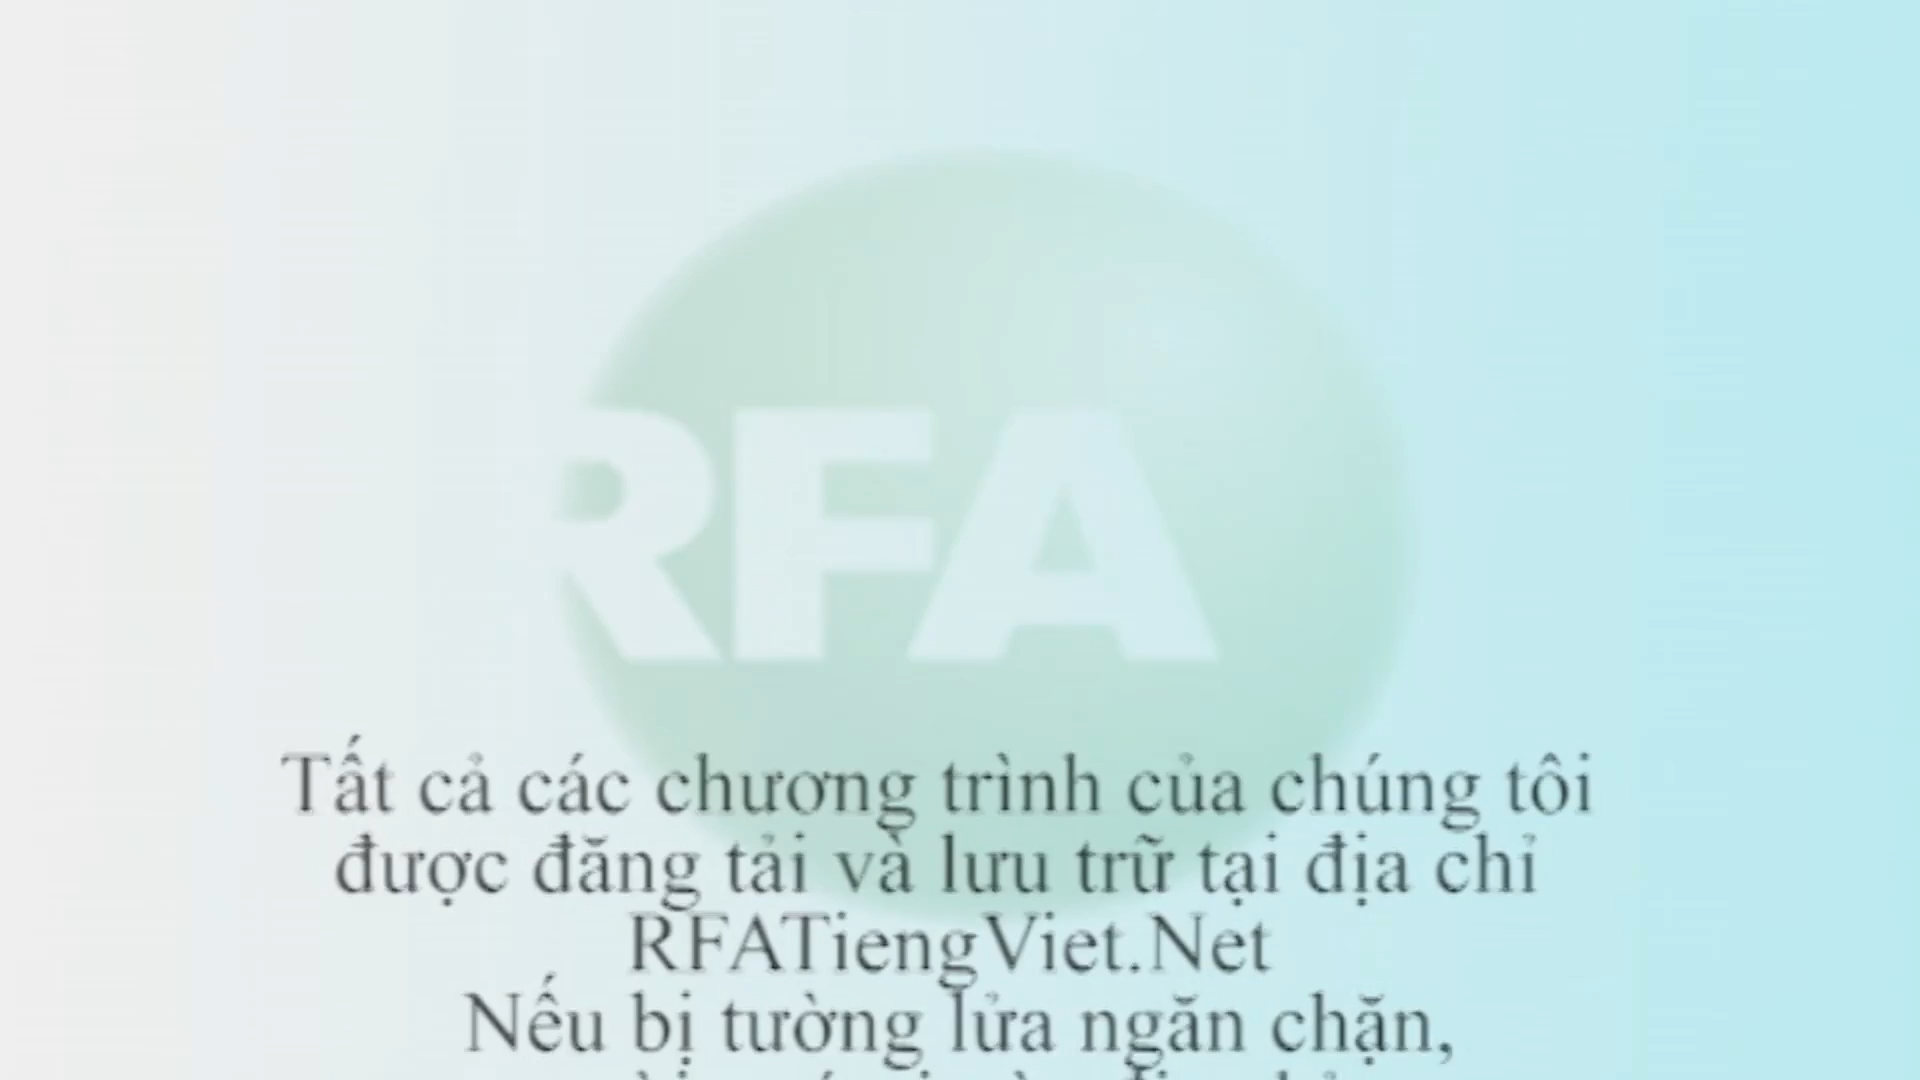 RFA
Tất cả các chương trình của chúng tôi
được đăng tải và lưu trữ tại địa chỉ
RFATiengViet.Net
Nếu bị tường lửa ngăn chặn,